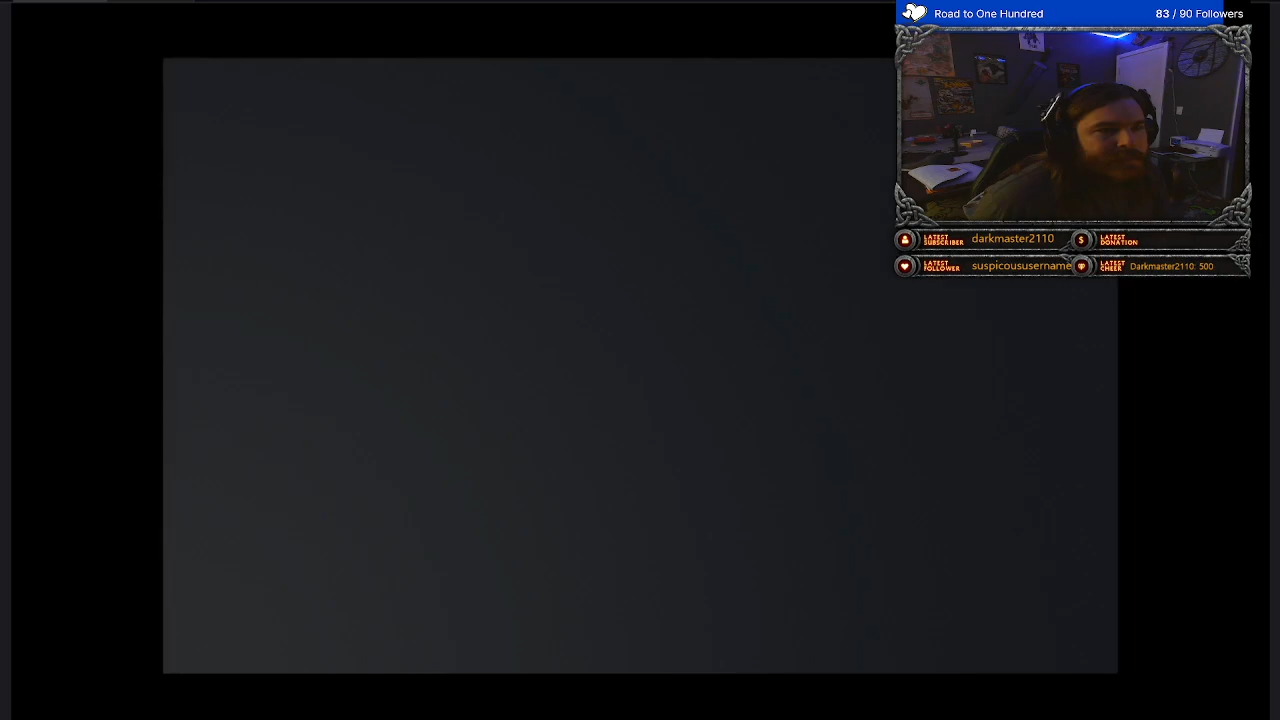 Road to One Hundred 83 / 90 Followers
LATEST SUBSCRIBER darkmaster2110
LATEST DONATION
LATEST FOLLOWER suspicoususername
LATEST CHEER Darkmaster2110: 500